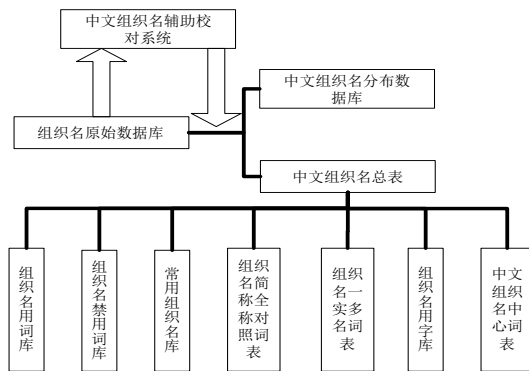 中文组织名辅助校
对系统
中文组织名分布数
据库
组织名原始数据库
中文组织名总表
组织名用词库
组织名禁用词库
常用组织名库
组织名简称全称对照词表
组织名一实多名词表
组织名用字库
中文组织名中心词表